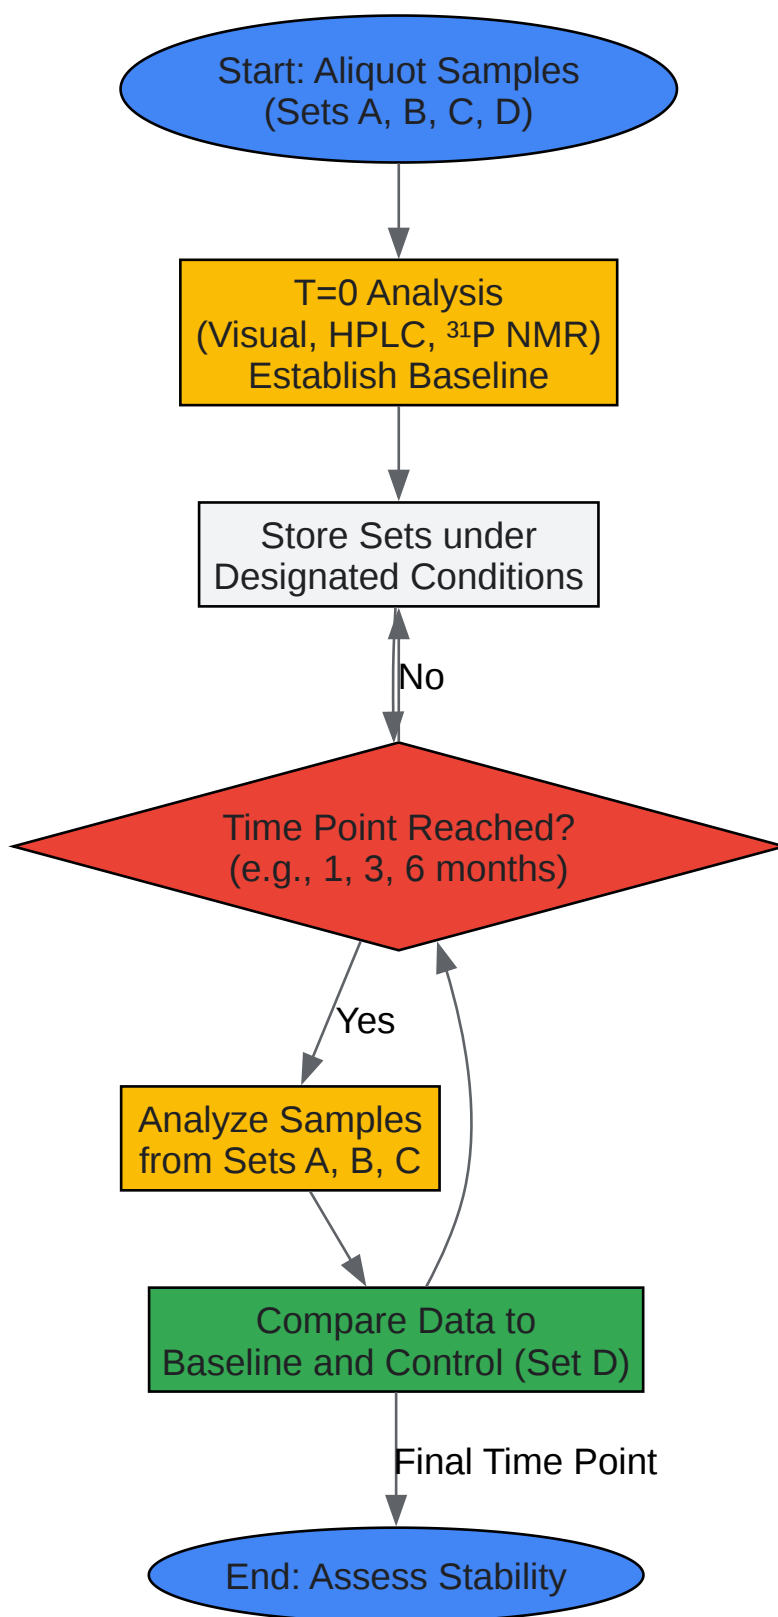 Start: Aliquot Samples
(Sets A, B, C, D)
T=0 Analysis
(Visual, HPLC, ³¹P NMR)
Establish Baseline
Store Sets under
Designated Conditions
No
Time Point Reached?
(e.g., 1, 3, 6 months)
Yes
Analyze Samples
from Sets A, B, C
Compare Data to
Baseline and Control (Set D)
Final Time Point
End: Assess Stability